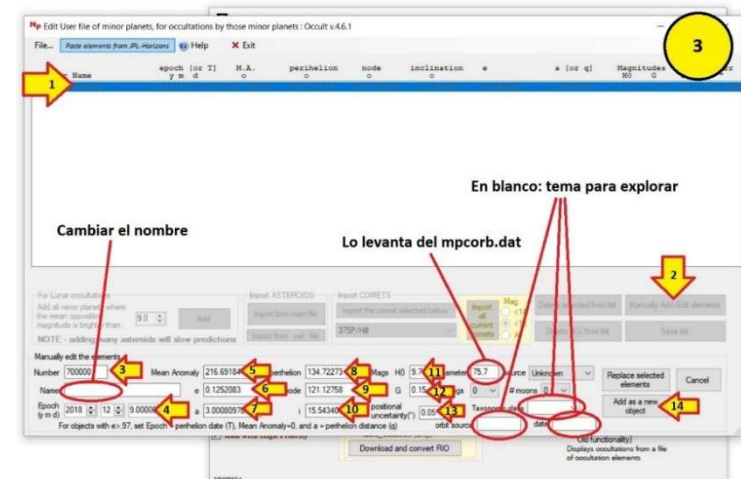 Edit User file of minor planets, for occultations by those minor planets : Occult v.4.6.1
File... Paste elements from JPL-Horizons Help Exit
3
Name epoch [or T] M.A. perihelion node inclination e a [or q] Magnitudes
y m d o o o o H0 G
1
En blanco: tema para explorar
Cambiar el nombre
Lo levanta del mpcorb.dat
2
For Lunar occultations
Add all minor planets where
the mean opposition
magnitude is brighter than
9.0 Add
NOTE - adding many asteroids will slow predictions
Import ASTEROIDS
Import from main file
Import from .set file
Import COMETS
Import the comet selected below
375P/Hill
Import all current comets
Mag
Delete selected from list
Manually Add/Edit elements
Delete ALL from list
Save list
Manually edit the elements
Number 700000 3 Mean Anomaly 216.69184 5 perihelion 134.72273 8 Mags H0 11 diameter 75.7 source Unknown
Replace selected elements
Cancel
Name e 0.1252083 6 node 121.12758 9 G 0.15 12 # moons 0
Epoch (y m d) 2018 12 9.00000 4 a 7 i 15.54340 10 positional uncertainty(") 0.05 13 Taxonomy class
Add as a new object
14
For objects with e>.97, set Epoch = perihelion date (T), Mean Anomaly=0, and a = perihelion distance (q)
orbit source date
Download and convert RIO
Old functionality)
Displays occultations from a file
of occultation elements